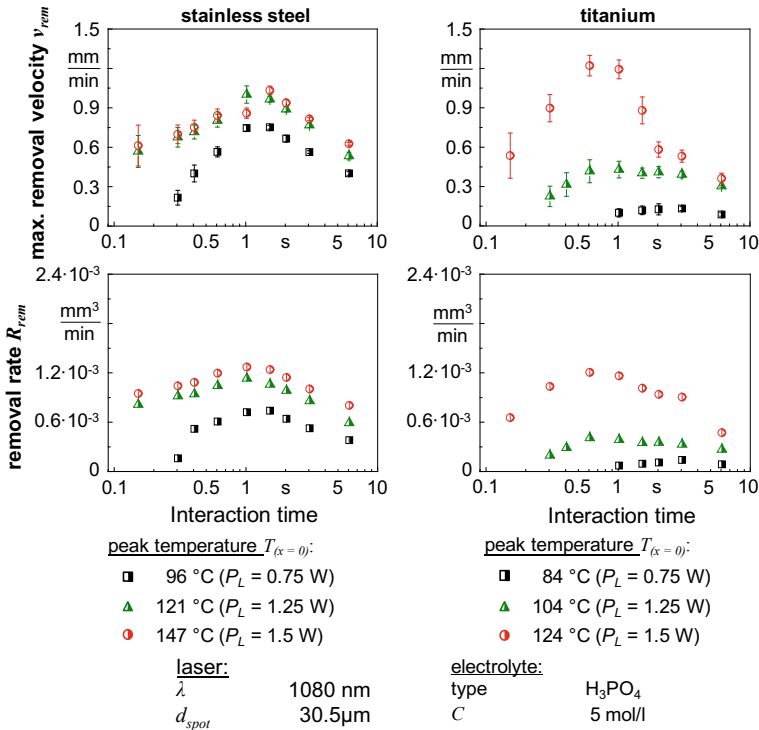 stainless steel
titanium
max. removal velocity v_rem
1.5
mm
min
0.9
0.6
0.3
0
0.1 0.5 1 s 5 10
1.5
mm
min
0.9
0.6
0.3
0
0.1 0.5 1 s 5 10
removal rate R_rem
2.4·10⁻³
mm³
min
1.2·10⁻³
0.6·10⁻³
0
0.1 0.5 1 s 5 10
Interaction time
2.4·10⁻³
mm³
min
1.2·10⁻³
0.6·10⁻³
0
0.1 0.5 1 s 5 10
Interaction time
peak temperature T_(x = 0):
96 °C (P_L = 0.75 W)
121 °C (P_L = 1.25 W)
147 °C (P_L = 1.5 W)
peak temperature T_(x = 0):
84 °C (P_L = 0.75 W)
104 °C (P_L = 1.25 W)
124 °C (P_L = 1.5 W)
laser:
λ 1080 nm
d_spot 30.5µm
electrolyte:
type H₃PO₄
C 5 mol/l